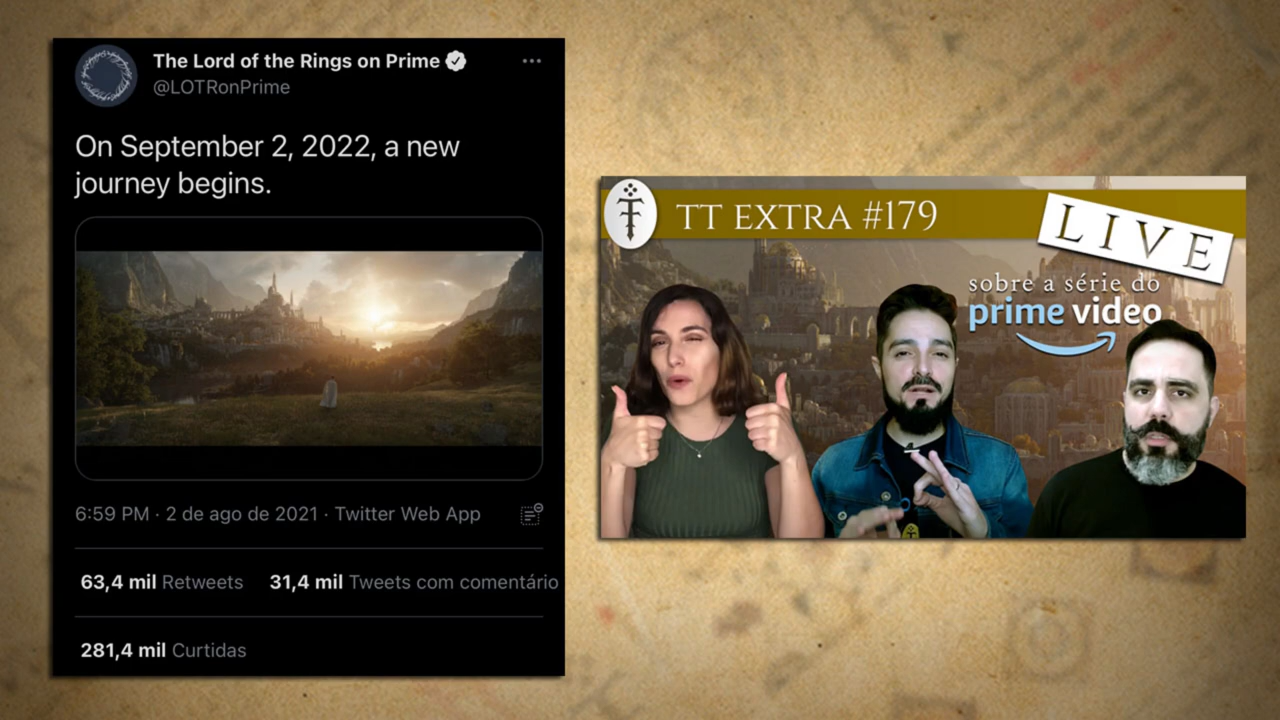 The Lord of the Rings on Prime
@LOTRonPrime
On September 2, 2022, a new
journey begins.
6:59 PM · 2 de ago de 2021 · Twitter Web App
63,4 mil Retweets 31,4 mil Tweets com comentário
281,4 mil Curtidas
TT EXTRA #179
LIVE
sobre a série do
prime video